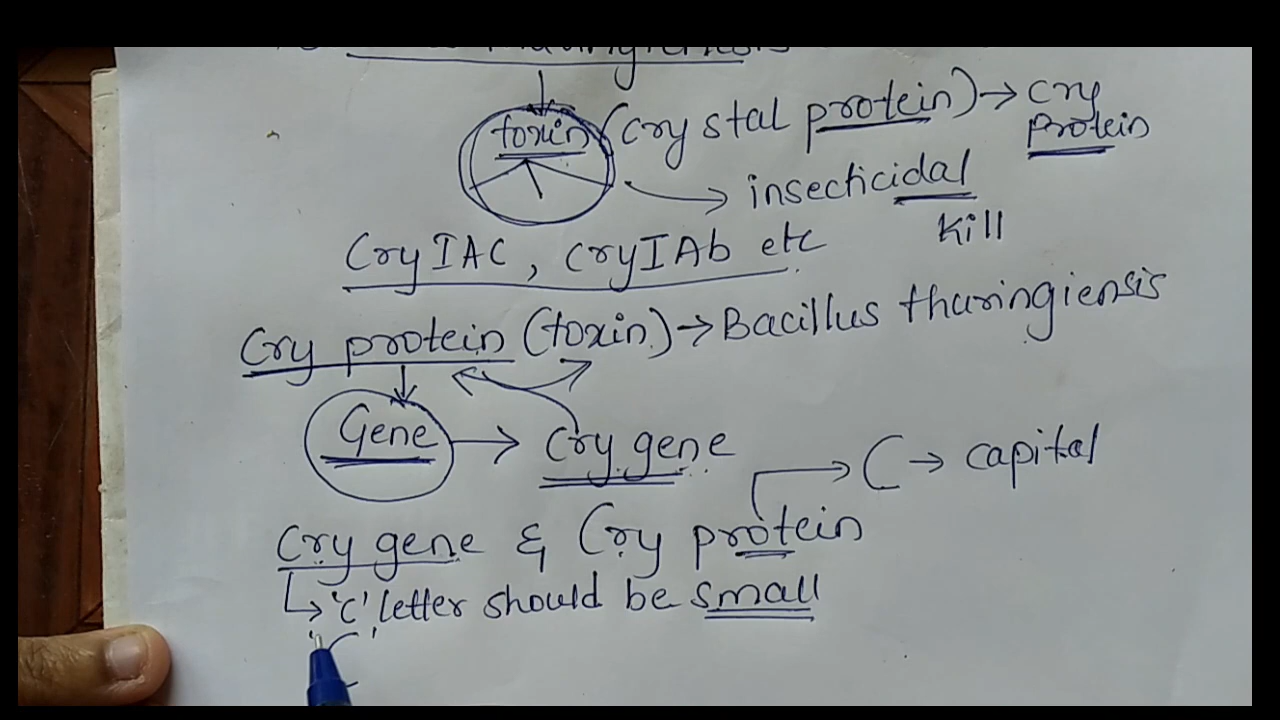 thuringiensis
toxin (crystal protein) → cry
protein
insecticidal
kill
CryIAC, cryIAb etc
Cry protein (toxin) → Bacillus thuringiensis
Gene → cry gene
C → capital
cry gene & Cry protein
'c' letter should be small
' C '